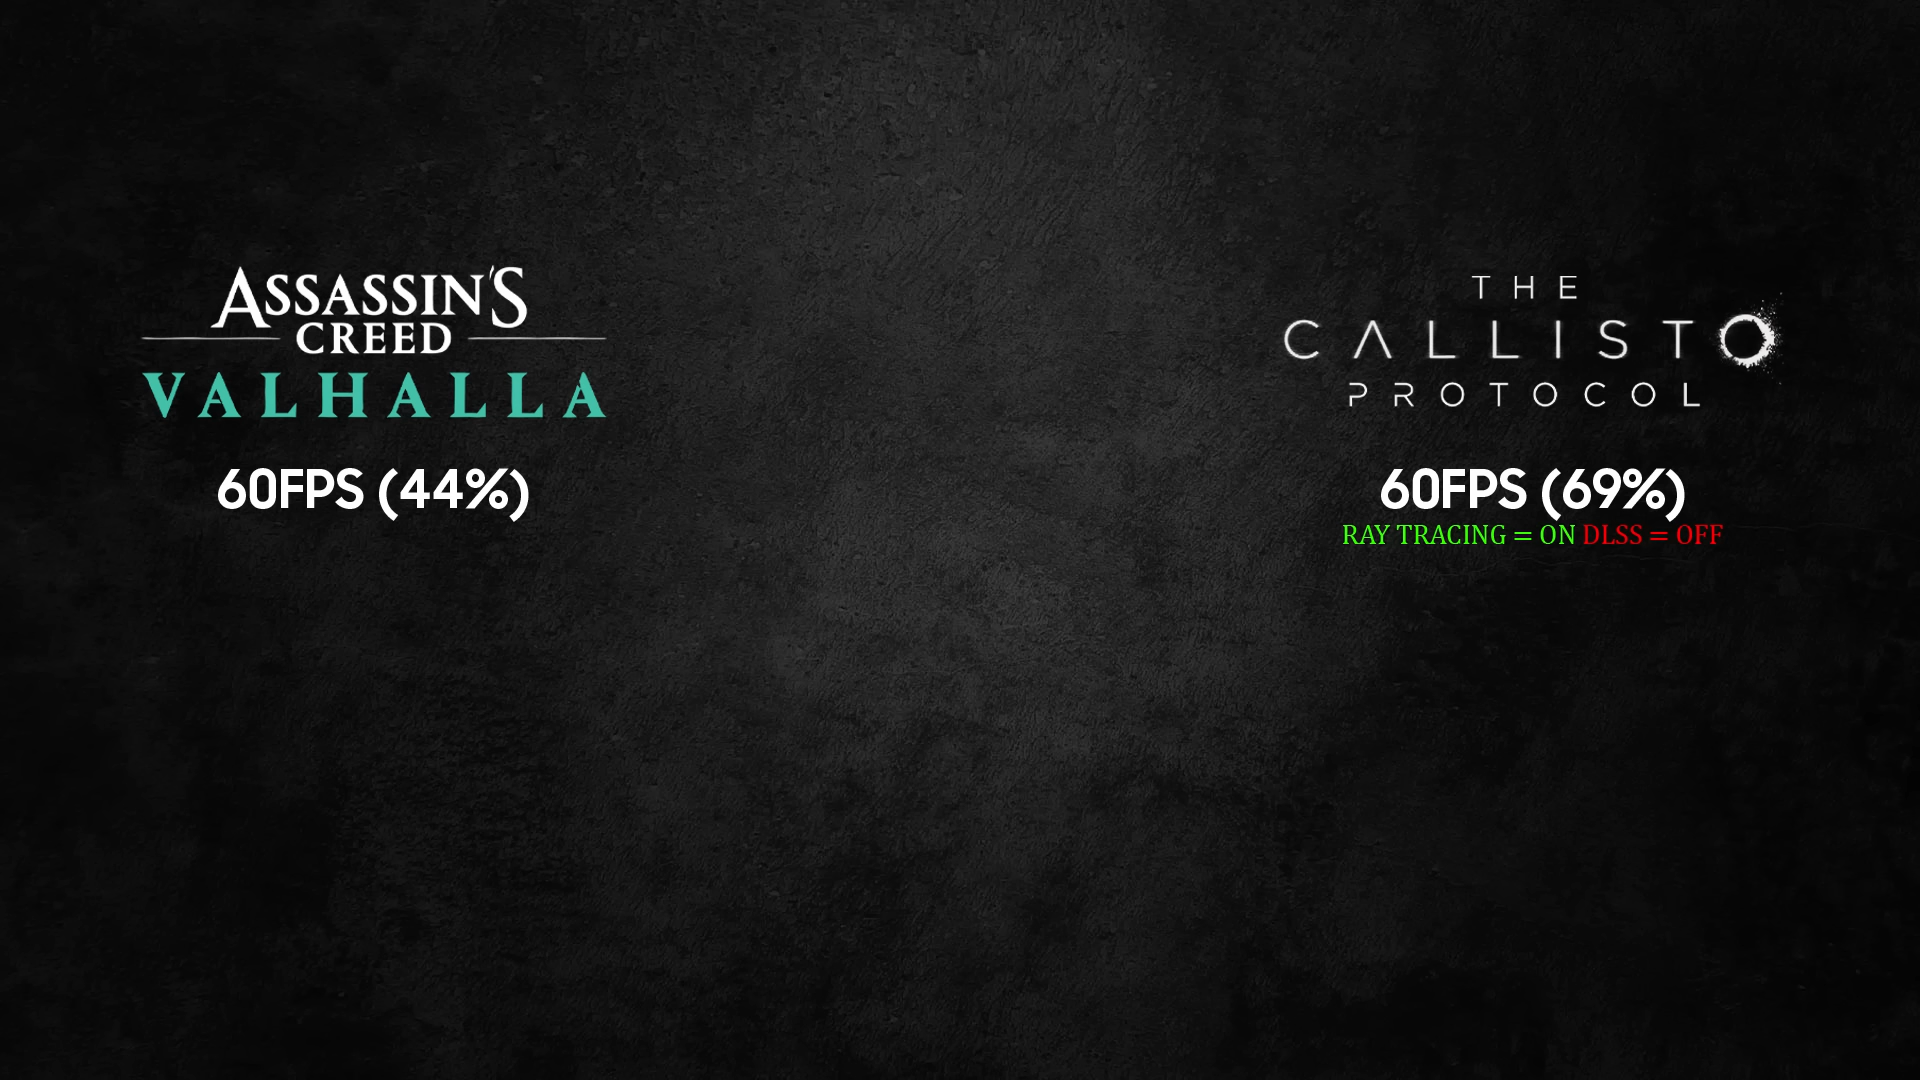 ASSASSIN'S
CREED
VALHALLA
60FPS (44%)
THE
CALLISTO
PROTOCOL
60FPS (69%)
RAY TRACING = ON DLSS = OFF